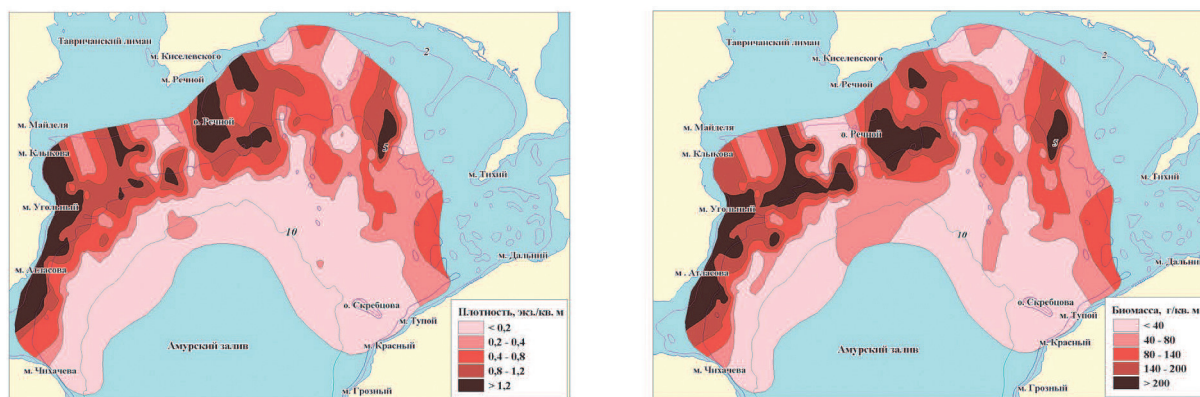 Тавричанский лиман
м. Киселевского
2
м. Речной
м. Майделя
о. Речной
м. Клыкова
5
м. Тихий
м. Угольный
10
м. Атласова
м. Дальний
о. Скребцова
м. Тупой
Амурский залив
м. Красный
м. Чихачева
м. Грозный
Плотность, экз./кв. м
< 0,2
0,2 - 0,4
0,4 - 0,8
0,8 - 1,2
> 1,2
Тавричанский лиман
2
м. Киселевского
м. Речной
м. Майделя
о. Речной
м. Клыкова
5
м. Тихий
м. Угольный
10
м. Атласова
м. Дальний
о. Скребцова
м. Тупой
Амурский залив
м. Красный
м. Чихачева
м. Грозный
Биомасса, г/кв. м
< 40
40 - 80
80 - 140
140 - 200
> 200